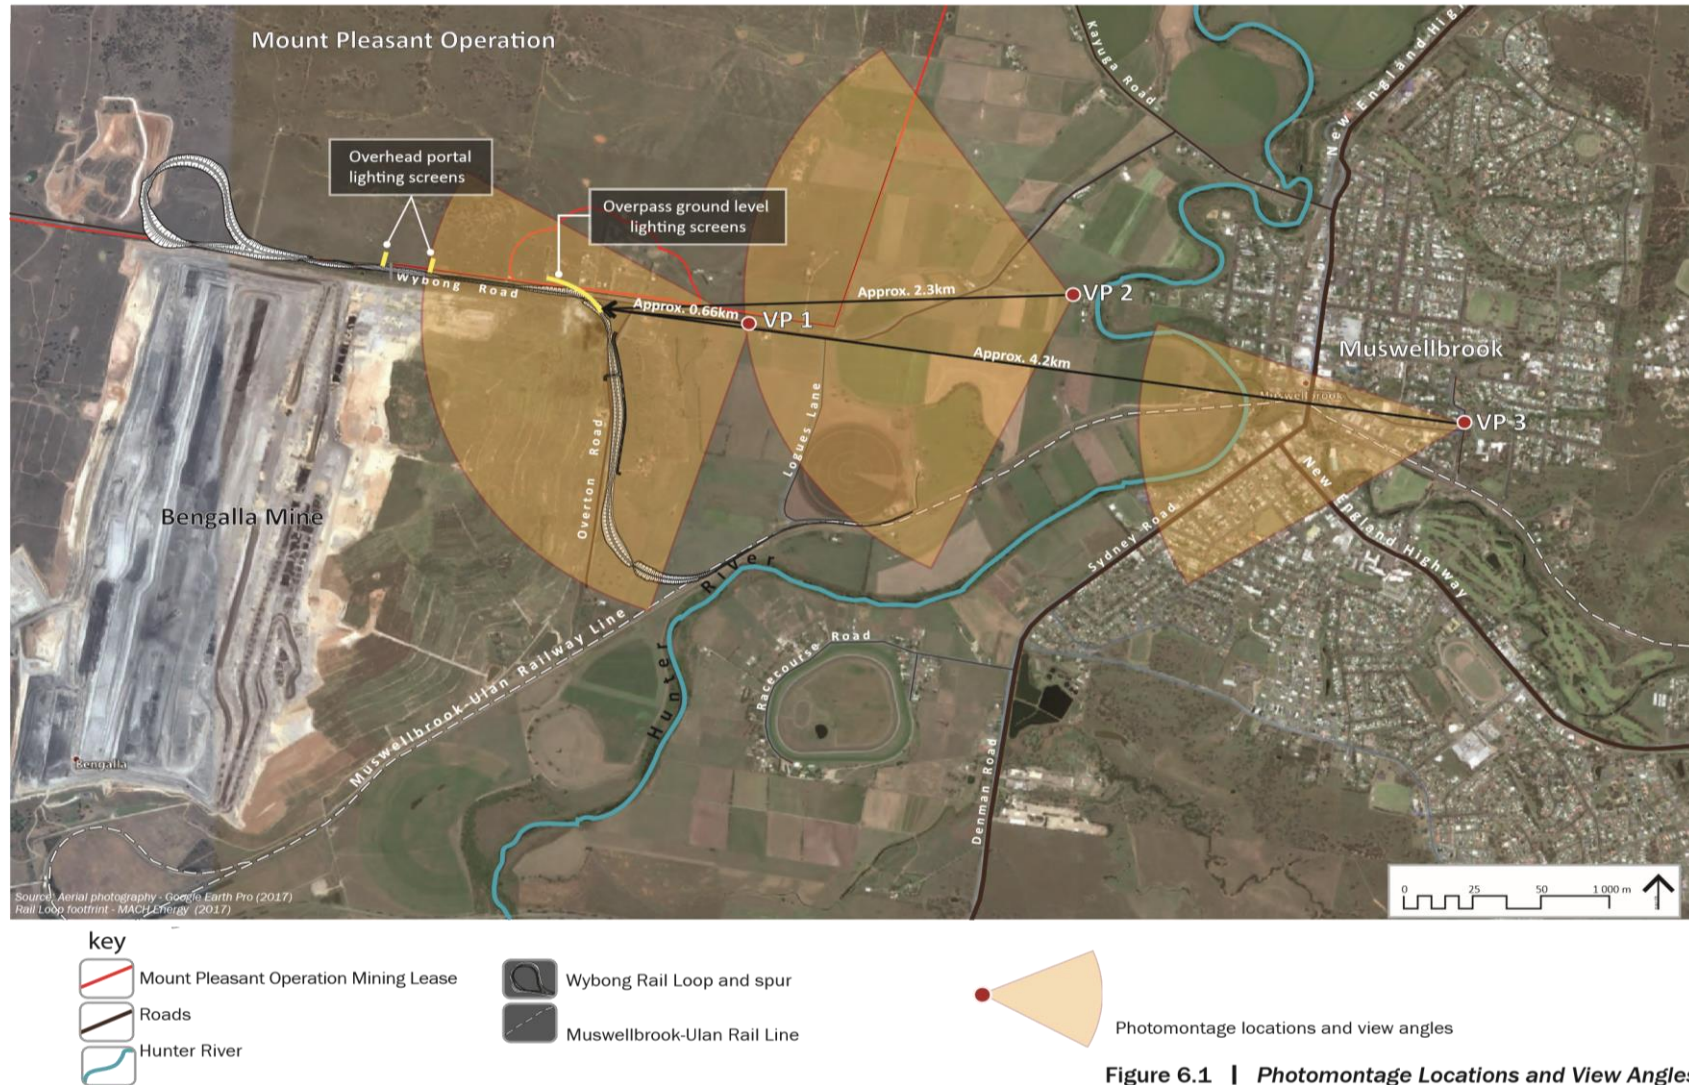 Mount Pleasant Operation
Kayuga Road
New England High
Overhead portal
lighting screens
Overpass ground level
lighting screens
Wybong Road
Approx. 0.66km
VP 1
Approx. 2.3km
VP 2
Muswellbrook
Approx. 4.2km
Muswellbrook
VP 3
Logues Lane
Overton Road
Bengalla Mine
New England Highway
Sydney Road
Hunter River
Muswellbrook-Ulan Railway Line
Racecourse Road
Denman Road
Bengalla
0 25 50 1 000 m
Source: Aerial photography - Google Earth Pro (2017)
Rail Loop footfrint - MACH Energy (2017)
key
Mount Pleasant Operation Mining Lease
Roads
Hunter River
Wybong Rail Loop and spur
Muswellbrook-Ulan Rail Line
Photomontage locations and view angles
Figure 6.1 | Photomontage Locations and View Angles